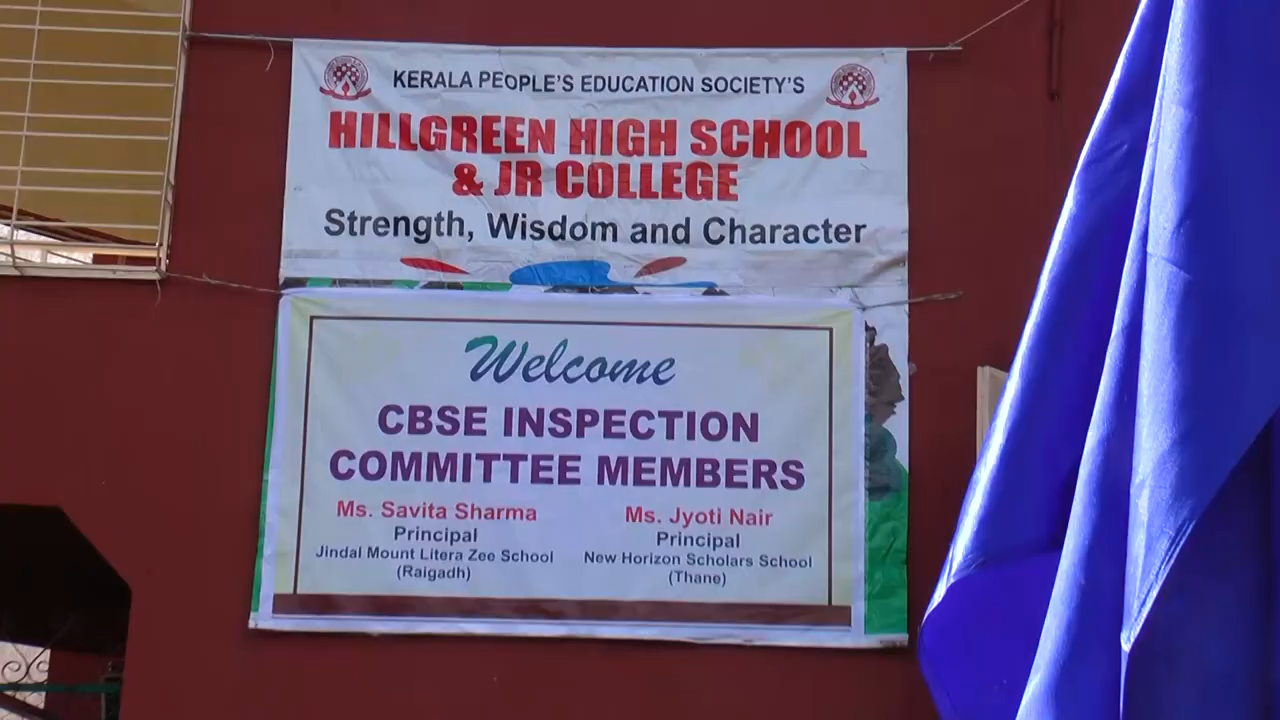 KERALA PEOPLE'S EDUCATION SOCIETY'S
HILLGREEN HIGH SCHOOL
& JR COLLEGE
Strength, Wisdom and Character
Welcome
CBSE INSPECTION
COMMITTEE MEMBERS
Ms. Savita Sharma
Principal
Jindal Mount Litera Zee School
(Raigadh)
Ms. Jyoti Nair
Principal
New Horizon Scholars School
(Thane)